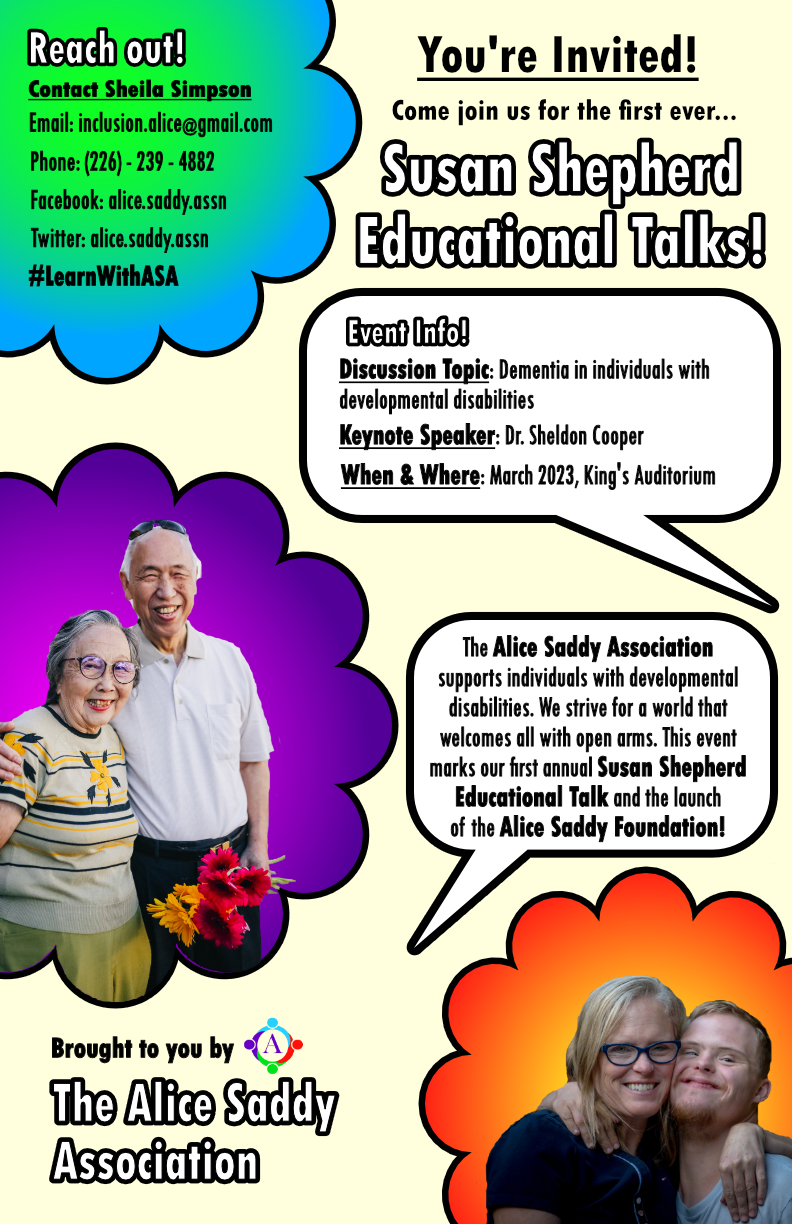 Reach out!
Contact Sheila Simpson
Email: inclusion.alice@gmail.com
Phone: (226) - 239 - 4882
Facebook: alice.saddy.assn
Twitter: alice.saddy.assn
#LearnWithASA
You're Invited!
Come join us for the first ever...
Susan Shepherd
Educational Talks!
Event Info!
Discussion Topic: Dementia in individuals with
developmental disabilities
Keynote Speaker: Dr. Sheldon Cooper
When & Where: March 2023, King's Auditorium
The Alice Saddy Association
supports individuals with developmental
disabilities. We strive for a world that
welcomes all with open arms. This event
marks our first annual Susan Shepherd
Educational Talk and the launch
of the Alice Saddy Foundation!
Brought to you by
A
The Alice Saddy
Association